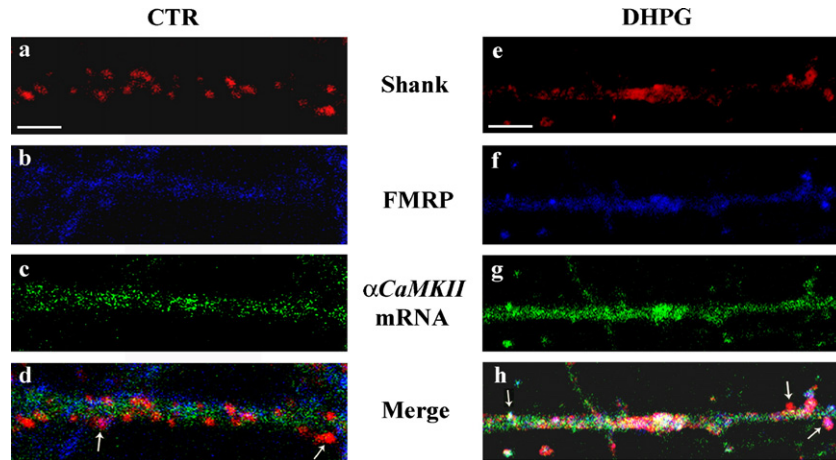 CTR DHPG
a Shank e
b FMRP f
c αCaMKII mRNA g
d Merge h